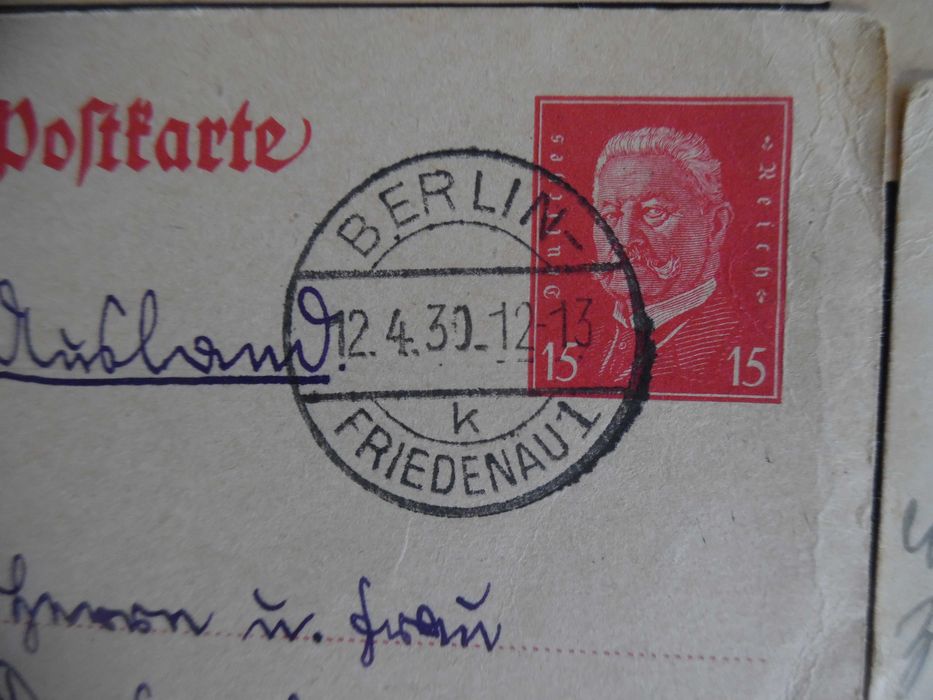 Postkarte
Deutsches Reich
15 15
BERLIN-
12.4.30.12-13
k
FRIEDENAU 1
Ausland.
Herrn u. Frau